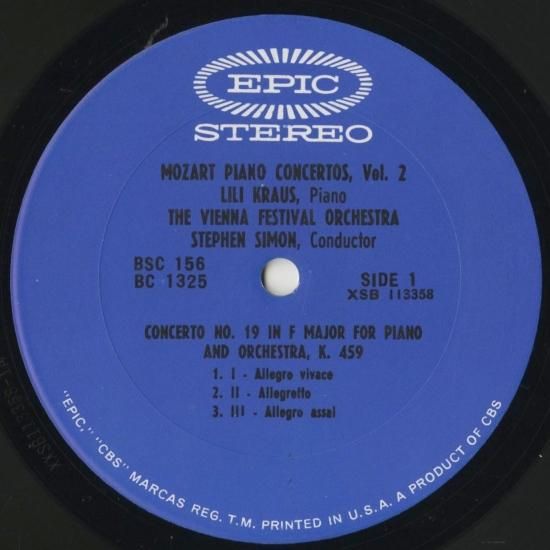 EPIC
STEREO
MOZART PIANO CONCERTOS, Vol. 2
LILI KRAUS, Piano
THE VIENNA FESTIVAL ORCHESTRA
STEPHEN SIMON, Conductor
BSC 156
BC 1325
SIDE 1
XSB 113358
CONCERTO NO. 19 IN F MAJOR FOR PIANO
AND ORCHESTRA, K. 459
1. I - Allegro vivace
2. II - Allegretto
3. III - Allegro assai
"EPIC," "CBS" MARCAS REG. T.M. PRINTED IN U.S.A. A PRODUCT OF CBS